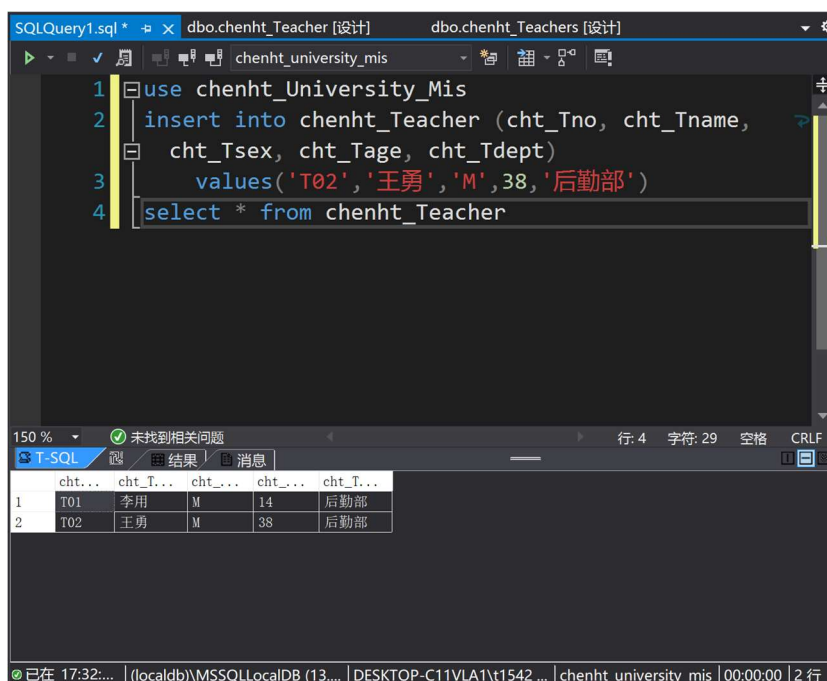 SQLQuery1.sql * dbo.chenht_Teacher [设计] dbo.chenht_Teachers [设计]
chenht_university_mis
1 use chenht_University_Mis
2 insert into chenht_Teacher (cht_Tno, cht_Tname,
cht_Tsex, cht_Tage, cht_Tdept)
3 values('T02','王勇','M',38,'后勤部')
4 select * from chenht_Teacher
150 % 未找到相关问题 行: 4 字符: 29 空格 CRLF
T-SQL 结果 消息
cht... cht_T... cht_... cht_... cht_T...
1 T01 李用 M 14 后勤部
2 T02 王勇 M 38 后勤部
已在 17:32:... (localdb)\MSSQLLocalDB (13.... DESKTOP-C11VLA1\t1542 ... chenht_university_mis 00:00:00 2 行